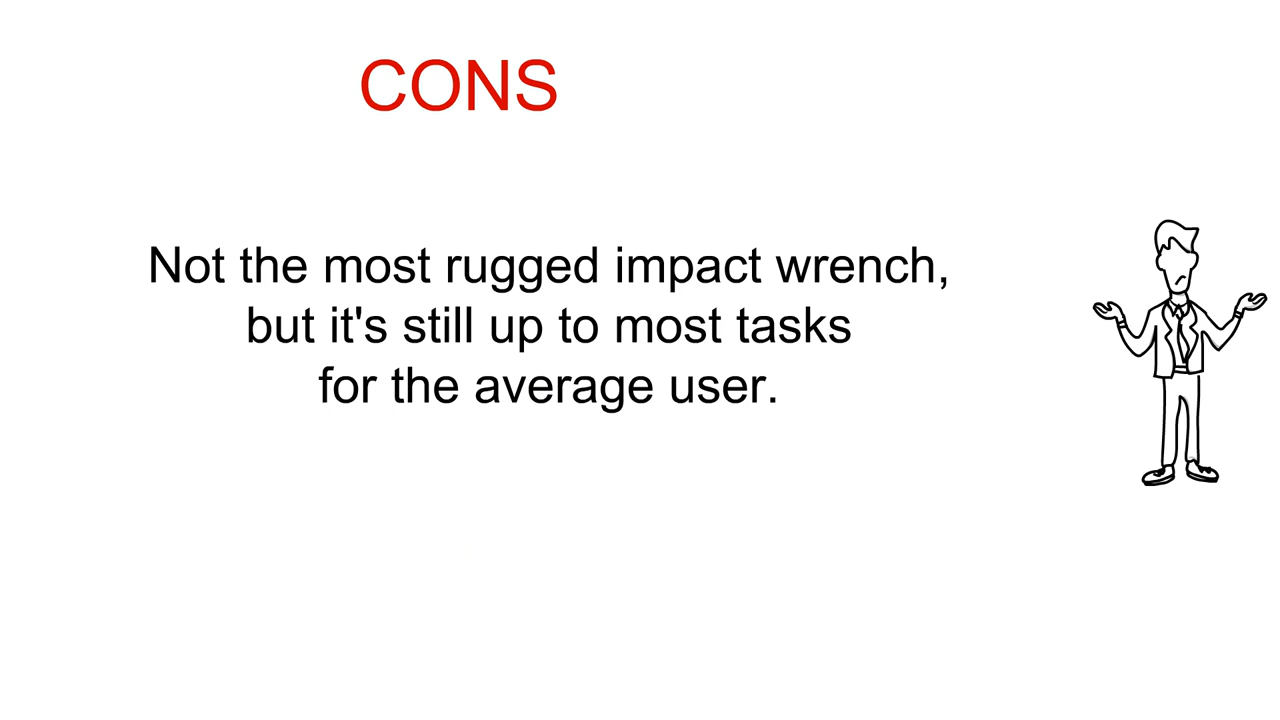 CONS
Not the most rugged impact wrench,
but it's still up to most tasks
for the average user.